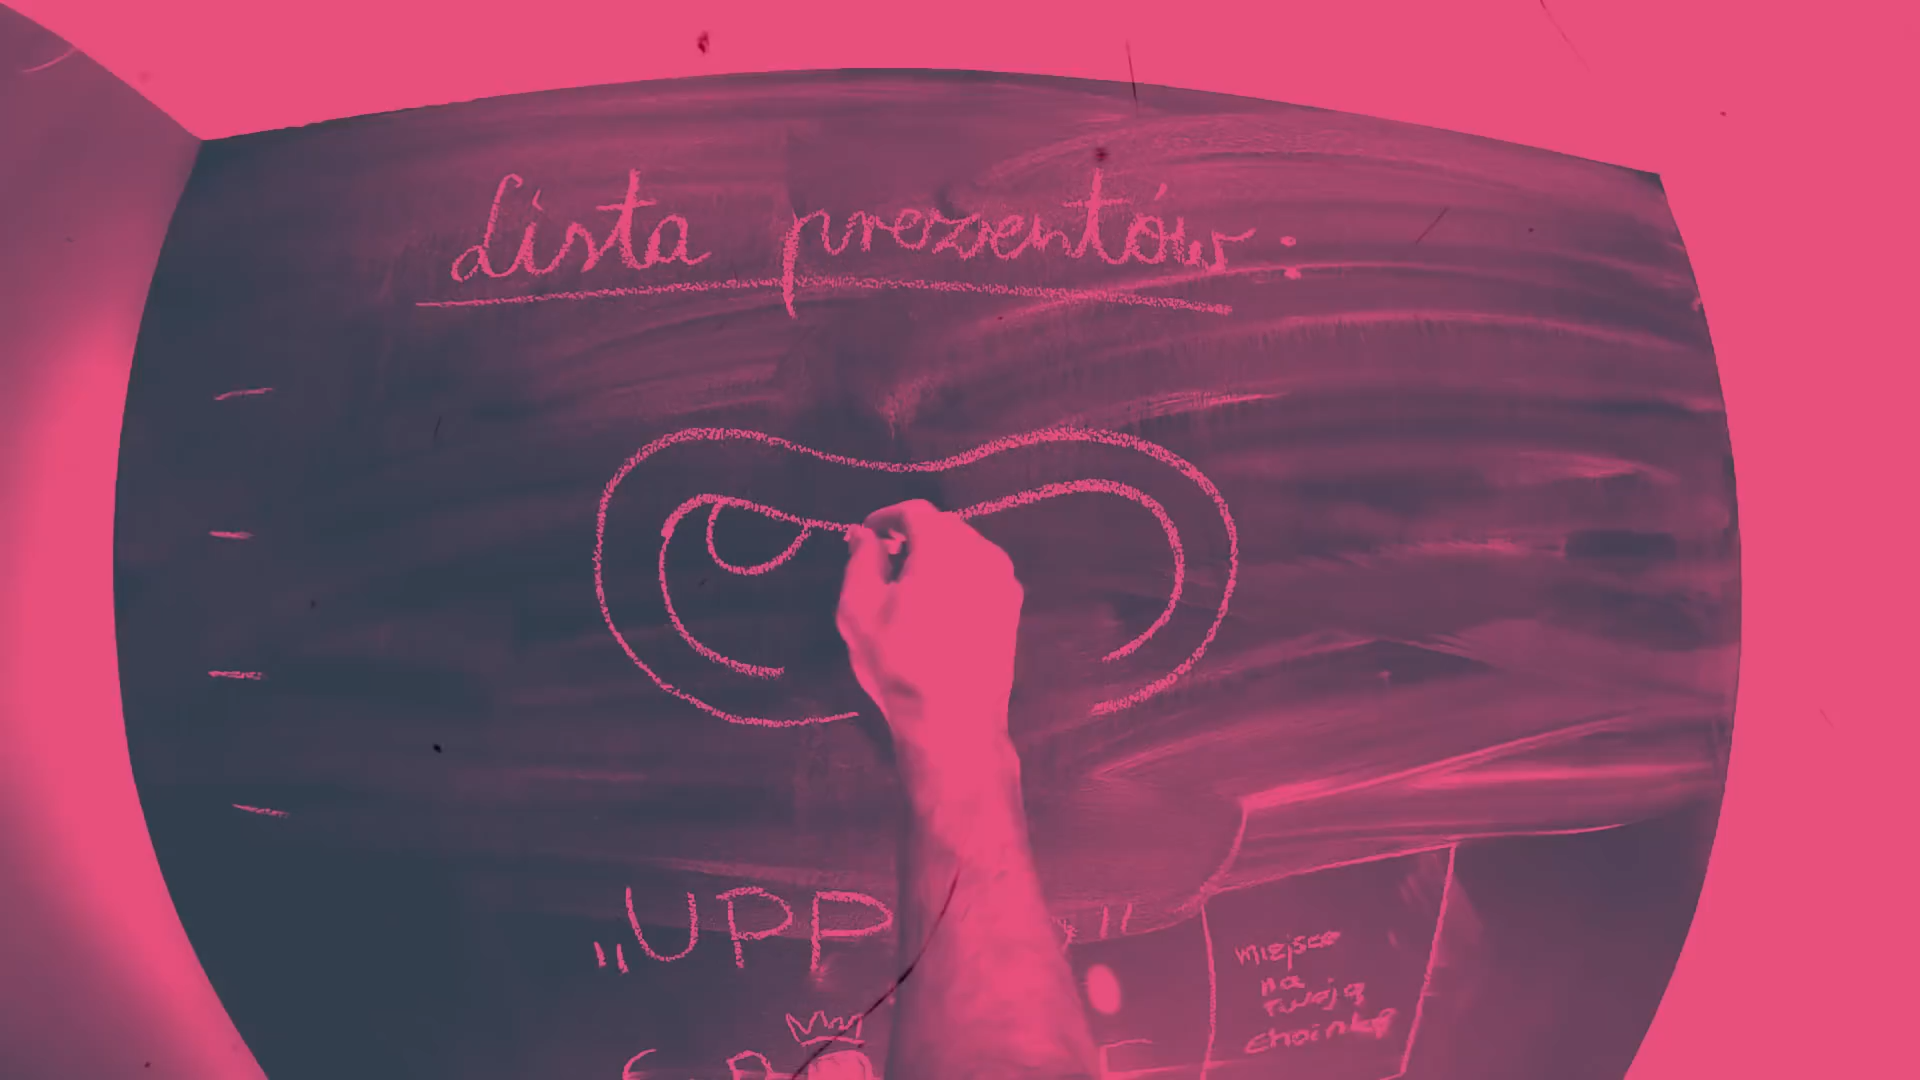 Lista prezentów:
„UPP
miejsce
na
Twoją
choinkę